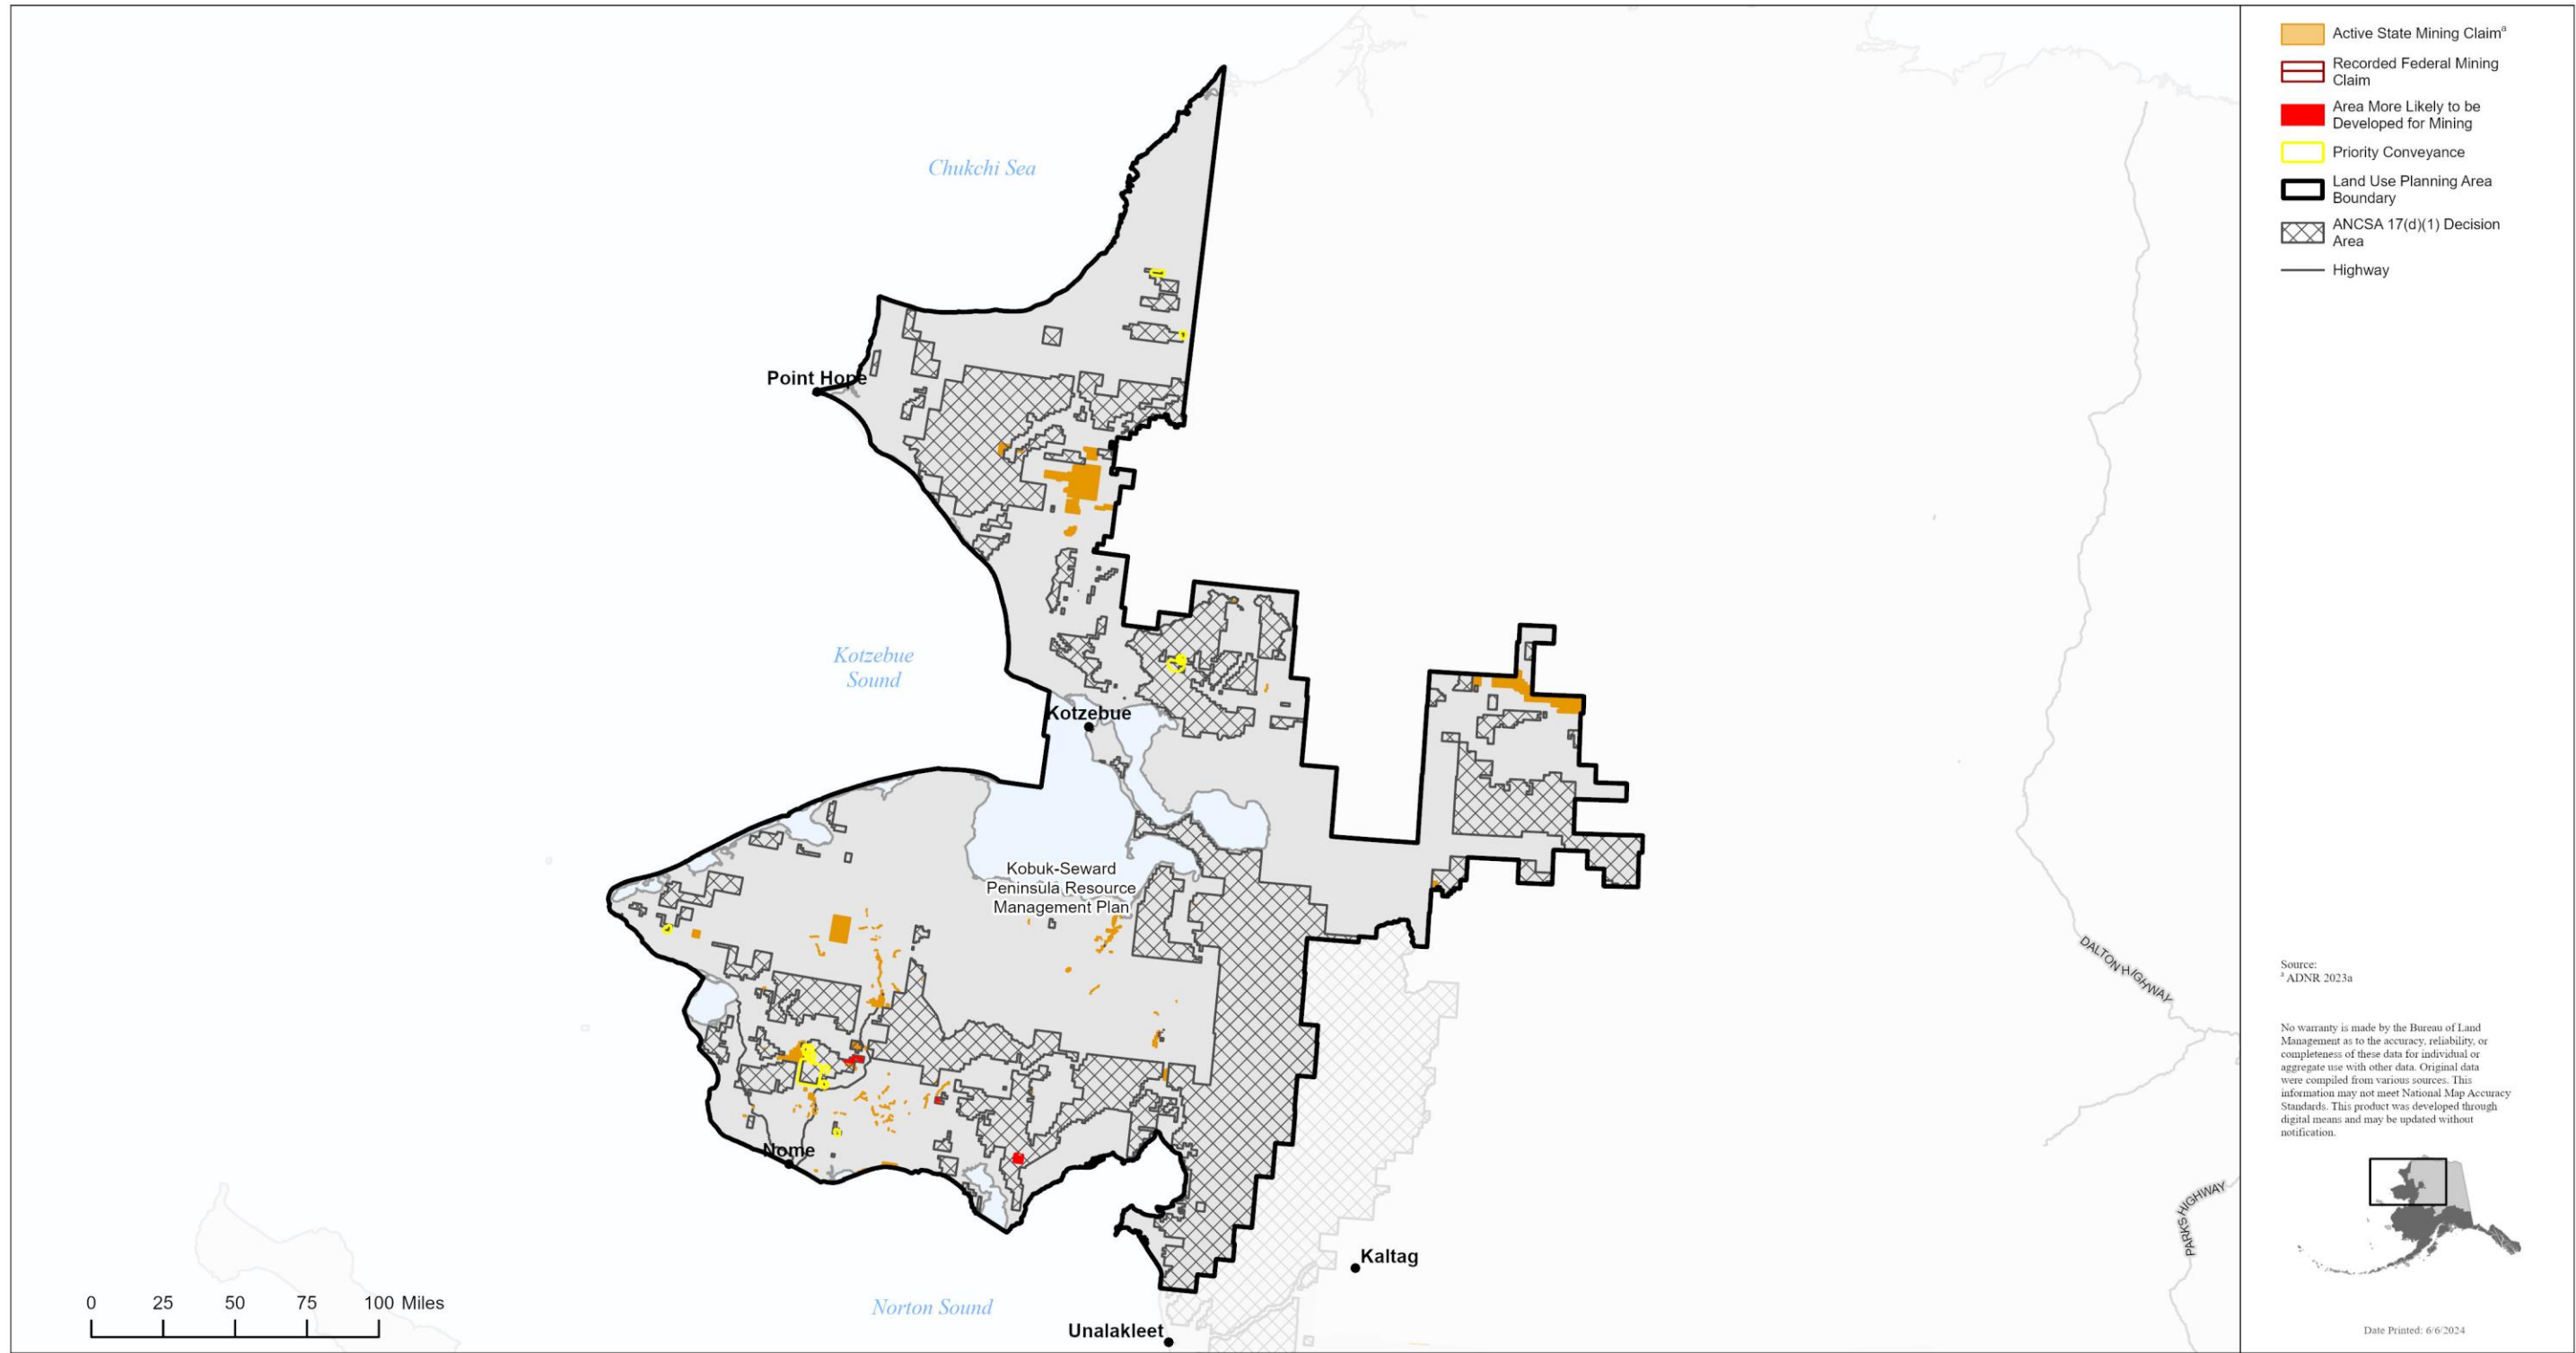 Chukchi Sea
Point Hope
Kotzebue
Sound
Kotzebue
Kobuk-Seward
Peninsula Resource
Management Plan
Nome
Norton Sound
Kaltag
Unalakleet
DALTON HIGHWAY
PARKS HIGHWAY
0 25 50 75 100 Miles
Active State Mining Claimᵃ
Recorded Federal Mining
Claim
Area More Likely to be
Developed for Mining
Priority Conveyance
Land Use Planning Area
Boundary
ANCSA 17(d)(1) Decision
Area
Highway
Source:
ᵃ ADNR 2023a
No warranty is made by the Bureau of Land
Management as to the accuracy, reliability, or
completeness of these data for individual or
aggregate use with other data. Original data
were compiled from various sources. This
information may not meet National Map Accuracy
Standards. This product was developed through
digital means and may be updated without
notification.
Date Printed: 6/6/2024